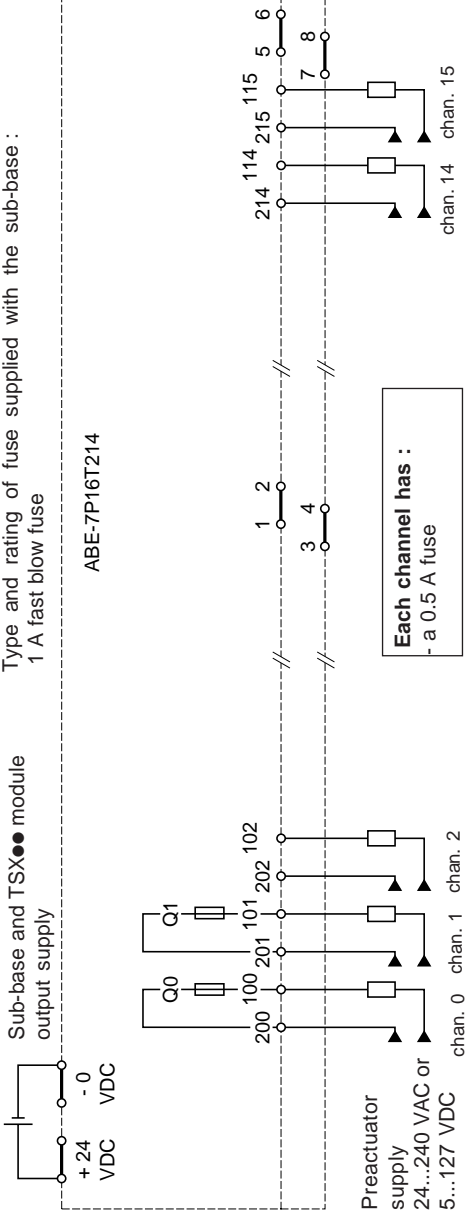 Sub-base and TSX●● module
output supply
Type and rating of fuse supplied with the sub-base :
1 A fast blow fuse
+ 24
VDC
- 0
VDC
ABE-7P16T214
Q0
Q1
200
100
201
101
202
102
1
2
3
4
214
114
215
115
5
6
7
8
Preactuator
supply
24...240 VAC or
5...127 VDC
chan. 0
chan. 1
chan. 2
Each channel has :
- a 0.5 A fuse
chan. 14
chan. 15